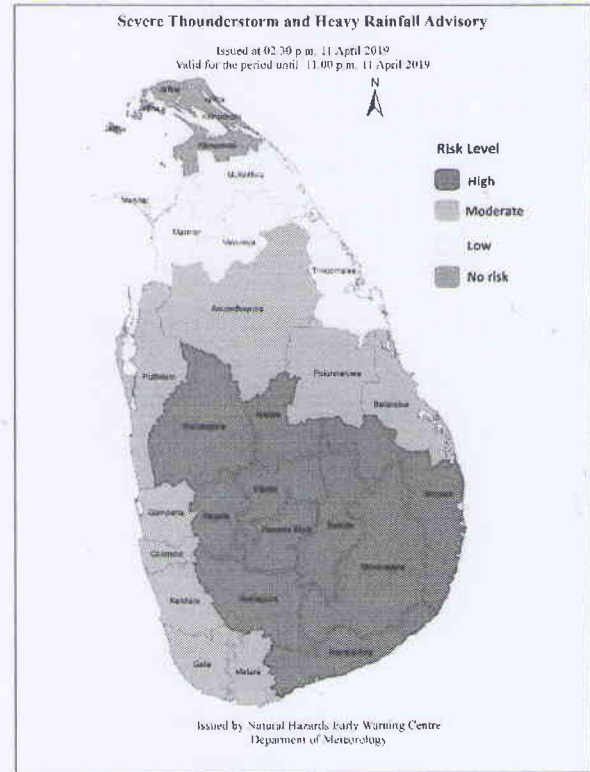 Severe Thounderstorm and Heavy Rainfall Advisory
Issued at 02.30 p.m. 11 April 2019
Valid for the period until 11.00 p.m. 11 April 2019
N
Risk Level
High
Moderate
Low
No risk
Jaffna
Kilinochchi
Mullaitivu
Mannar
Mannar
Vavuniya
Trincomalee
Anuradhapura
Puttalam
Polonnaruwa
Batticaloa
Kurunegala
Matale
Ampara
Gampaha
Kandy
Kegalle
Nuwara Eliya
Badulla
Colombo
Monaragala
Kalutara
Ratnapura
Hambantota
Galle
Matara
Issued by Natural Hazards Early Warning Centre
Deparment of Meteorology